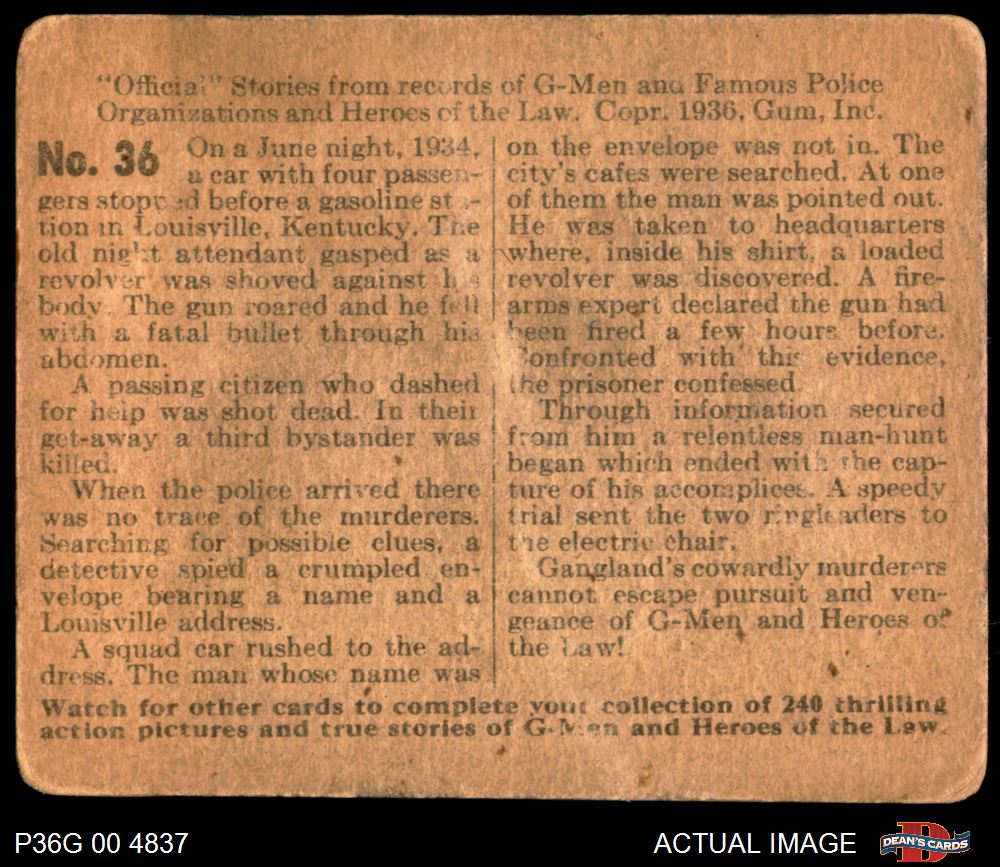 "Official" Stories from records of G-Men and Famous Police
Organizations and Heroes of the Law. Copr. 1936, Gum, Inc.
No. 36
On a June night, 1934,
a car with four passen-
gers stopped before a gasoline sta-
tion in Louisville, Kentucky. The
old night attendant gasped as a
revolver was shoved against his
body. The gun roared and he fell
with a fatal bullet through his
abdomen.
A passing citizen who dashed
for help was shot dead. In their
get-away a third bystander was
killed.
When the police arrived there
was no trace of the murderers.
Searching for possible clues, a
detective spied a crumpled en-
velope bearing a name and a
Louisville address.
A squad car rushed to the ad-
dress. The man whose name was
on the envelope was not in. The
city's cafes were searched. At one
of them the man was pointed out.
He was taken to headquarters
where, inside his shirt, a loaded
revolver was discovered. A fire-
arms expert declared the gun had
been fired a few hours before.
Confronted with this evidence,
the prisoner confessed.
Through information secured
from him a relentless man-hunt
began which ended with the cap-
ture of his accomplices. A speedy
trial sent the two ringleaders to
the electric chair.
Gangland's cowardly murderers
cannot escape pursuit and ven-
geance of G-Men and Heroes of
the Law!
Watch for other cards to complete your collection of 240 thrilling
action pictures and true stories of G-Men and Heroes of the Law.
P36G 00 4837
ACTUAL IMAGE
DEAN'S CARDS